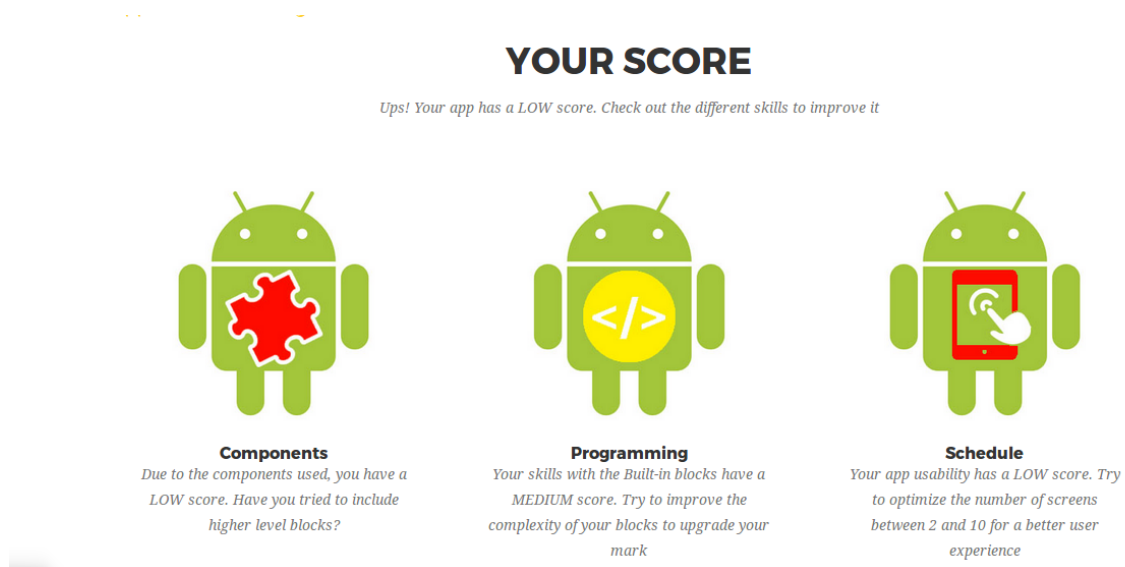 YOUR SCORE
Ups! Your app has a LOW score. Check out the different skills to improve it
</>
Components
Due to the components used, you have a
LOW score. Have you tried to include
higher level blocks?
Programming
Your skills with the Built-in blocks have a
MEDIUM score. Try to improve the
complexity of your blocks to upgrade your
mark
Schedule
Your app usability has a LOW score. Try
to optimize the number of screens
between 2 and 10 for a better user
experience